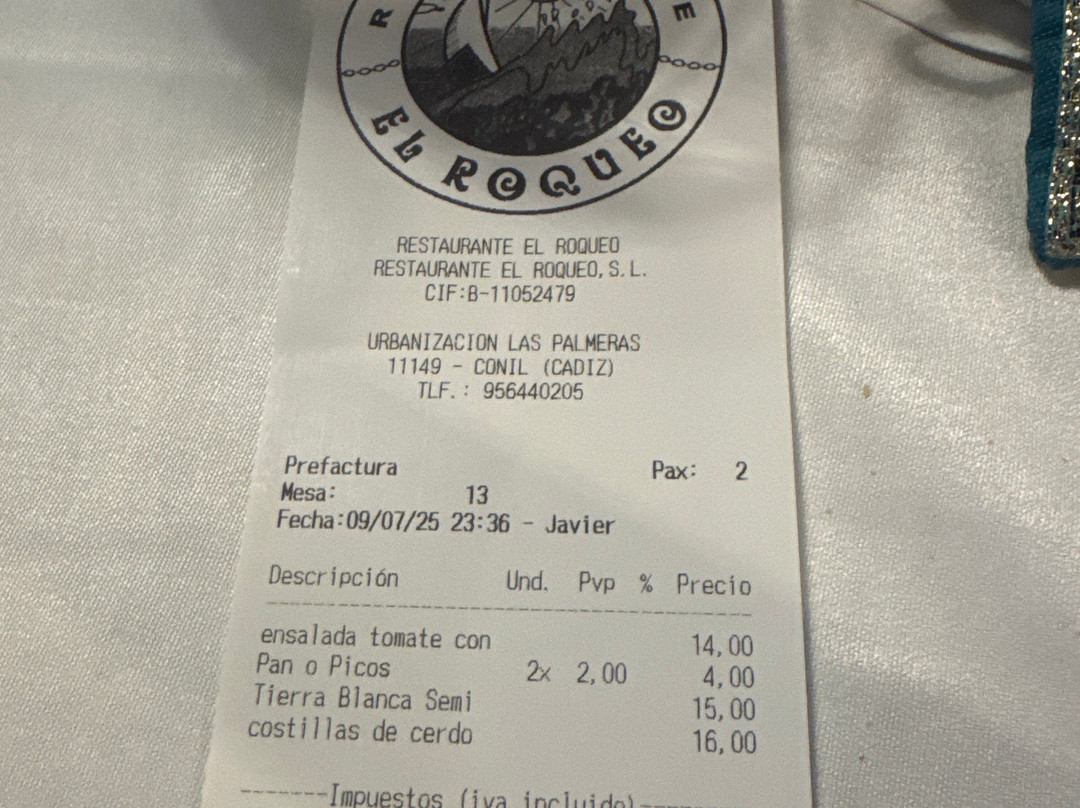 EL ROQUEO
RESTAURANTE EL ROQUEO
RESTAURANTE EL ROQUEO,S.L.
CIF:B-11052479
URBANIZACION LAS PALMERAS
11149 - CONIL (CADIZ)
TLF.: 956440205
Prefactura Pax: 2
Mesa: 13
Fecha:09/07/25 23:36 - Javier
Descripción Und. Pvp % Precio
ensalada tomate con 14,00
Pan o Picos 2x 2,00 4,00
Tierra Blanca Semi 15,00
costillas de cerdo 16,00
-------Impuestos (iva incluido)-------